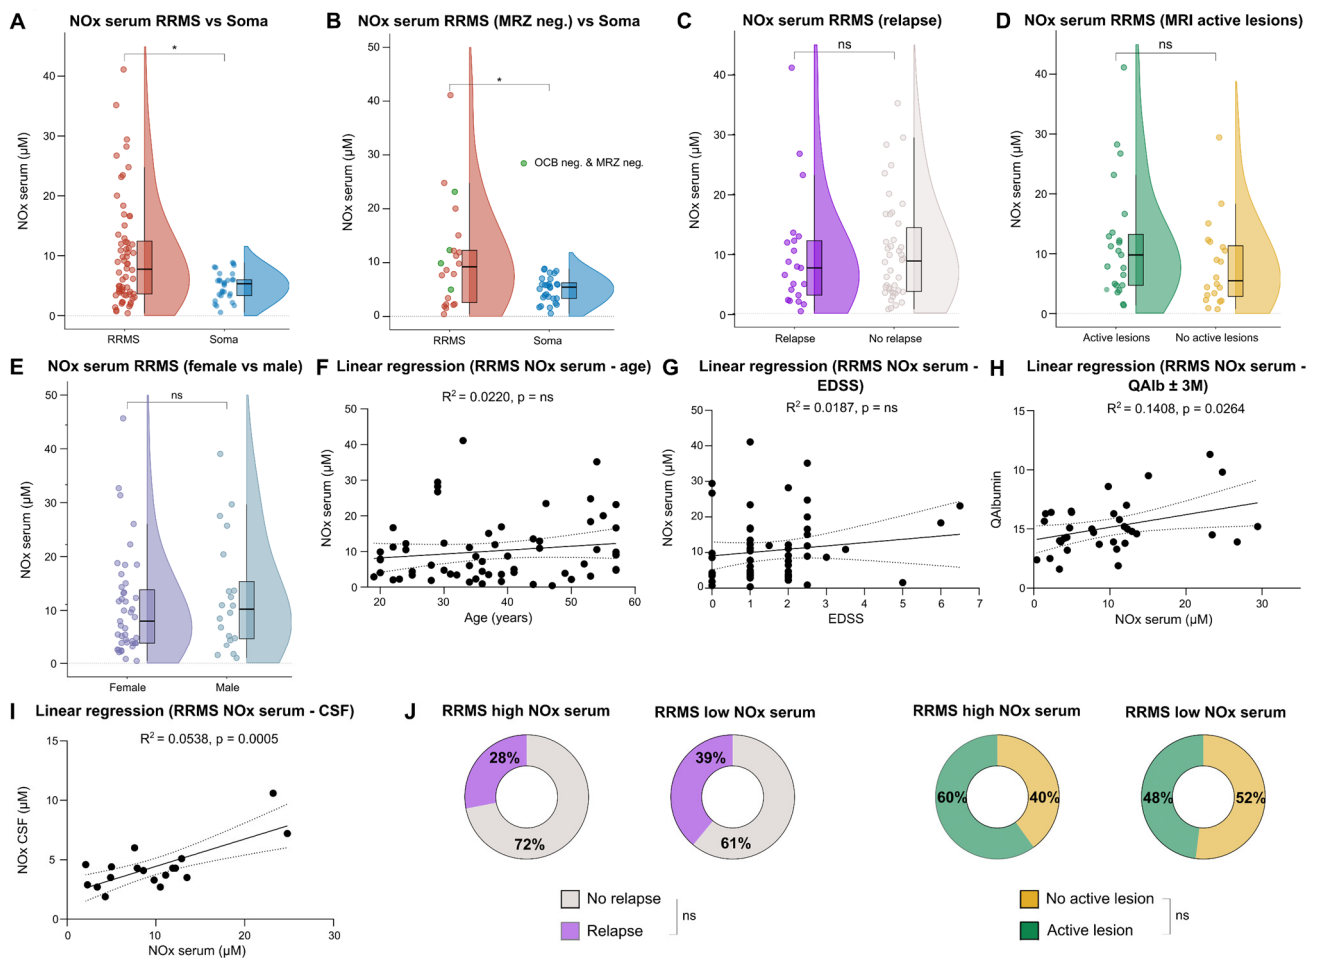 A NOx serum RRMS vs Soma
NOx serum (µM)
40
30
20
10
0
*
RRMS
Soma
B NOx serum RRMS (MRZ neg.) vs Soma
NOx serum (µM)
50
40
30
20
10
0
*
OCB neg. & MRZ neg.
RRMS
Soma
C NOx serum RRMS (relapse)
NOx serum (µM)
40
30
20
10
0
ns
Relapse
No relapse
D NOx serum RRMS (MRI active lesions)
NOx serum (µM)
40
30
20
10
0
ns
Active lesions
No active lesions
E NOx serum RRMS (female vs male)
NOx serum (µM)
50
40
30
20
10
0
ns
Female
Male
F Linear regression (RRMS NOx serum - age)
R² = 0.0220, p = ns
NOx serum (µM)
50
40
30
20
10
0
20 30 40 50 60
Age (years)
G Linear regression (RRMS NOx serum -
EDSS)
R² = 0.0187, p = ns
NOx serum (µM)
50
40
30
20
10
0
0 1 2 3 4 5 6 7
EDSS
H Linear regression (RRMS NOx serum -
QAlb ± 3M)
R² = 0.1408, p = 0.0264
QAlbumin
15
10
15
0
0 10 20 30
NOx serum (µM)
I Linear regression (RRMS NOx serum - CSF)
R² = 0.0538, p = 0.0005
NOx CSF (µM)
15
10
5
0
0 10 20 30
NOx serum (µM)
J
RRMS high NOx serum
28%
72%
RRMS low NOx serum
39%
61%
No relapse
Relapse
ns
RRMS high NOx serum
60%
40%
RRMS low NOx serum
48%
52%
No active lesion
Active lesion
ns